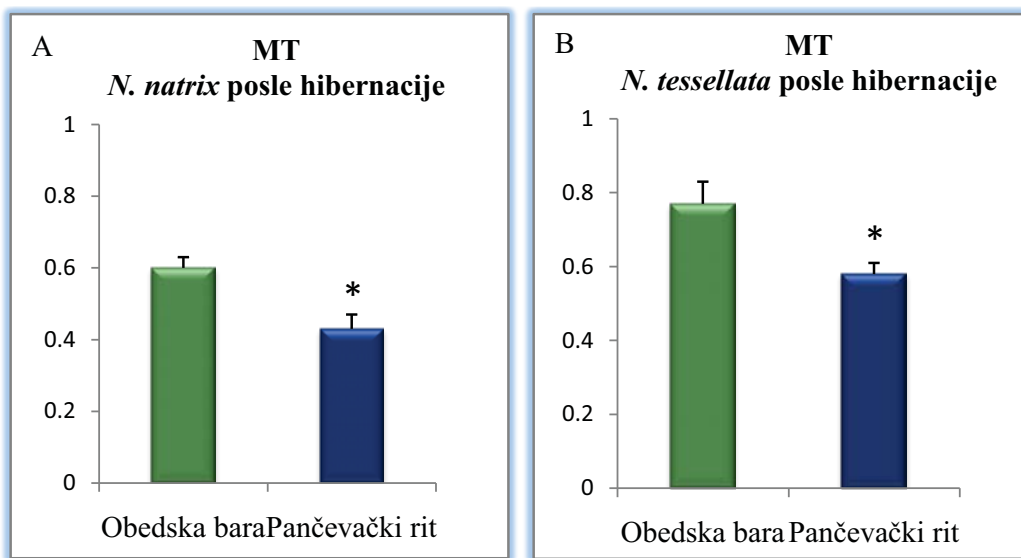 A
MT
N. natrix posle hibernacije
1
0.8
0.6
0.4
0.2
0
*
Obedska bara
Pančevački rit
B
MT
N. tessellata posle hibernacije
1
0.8
0.6
0.4
0.2
0
*
Obedska bara
Pančevački rit